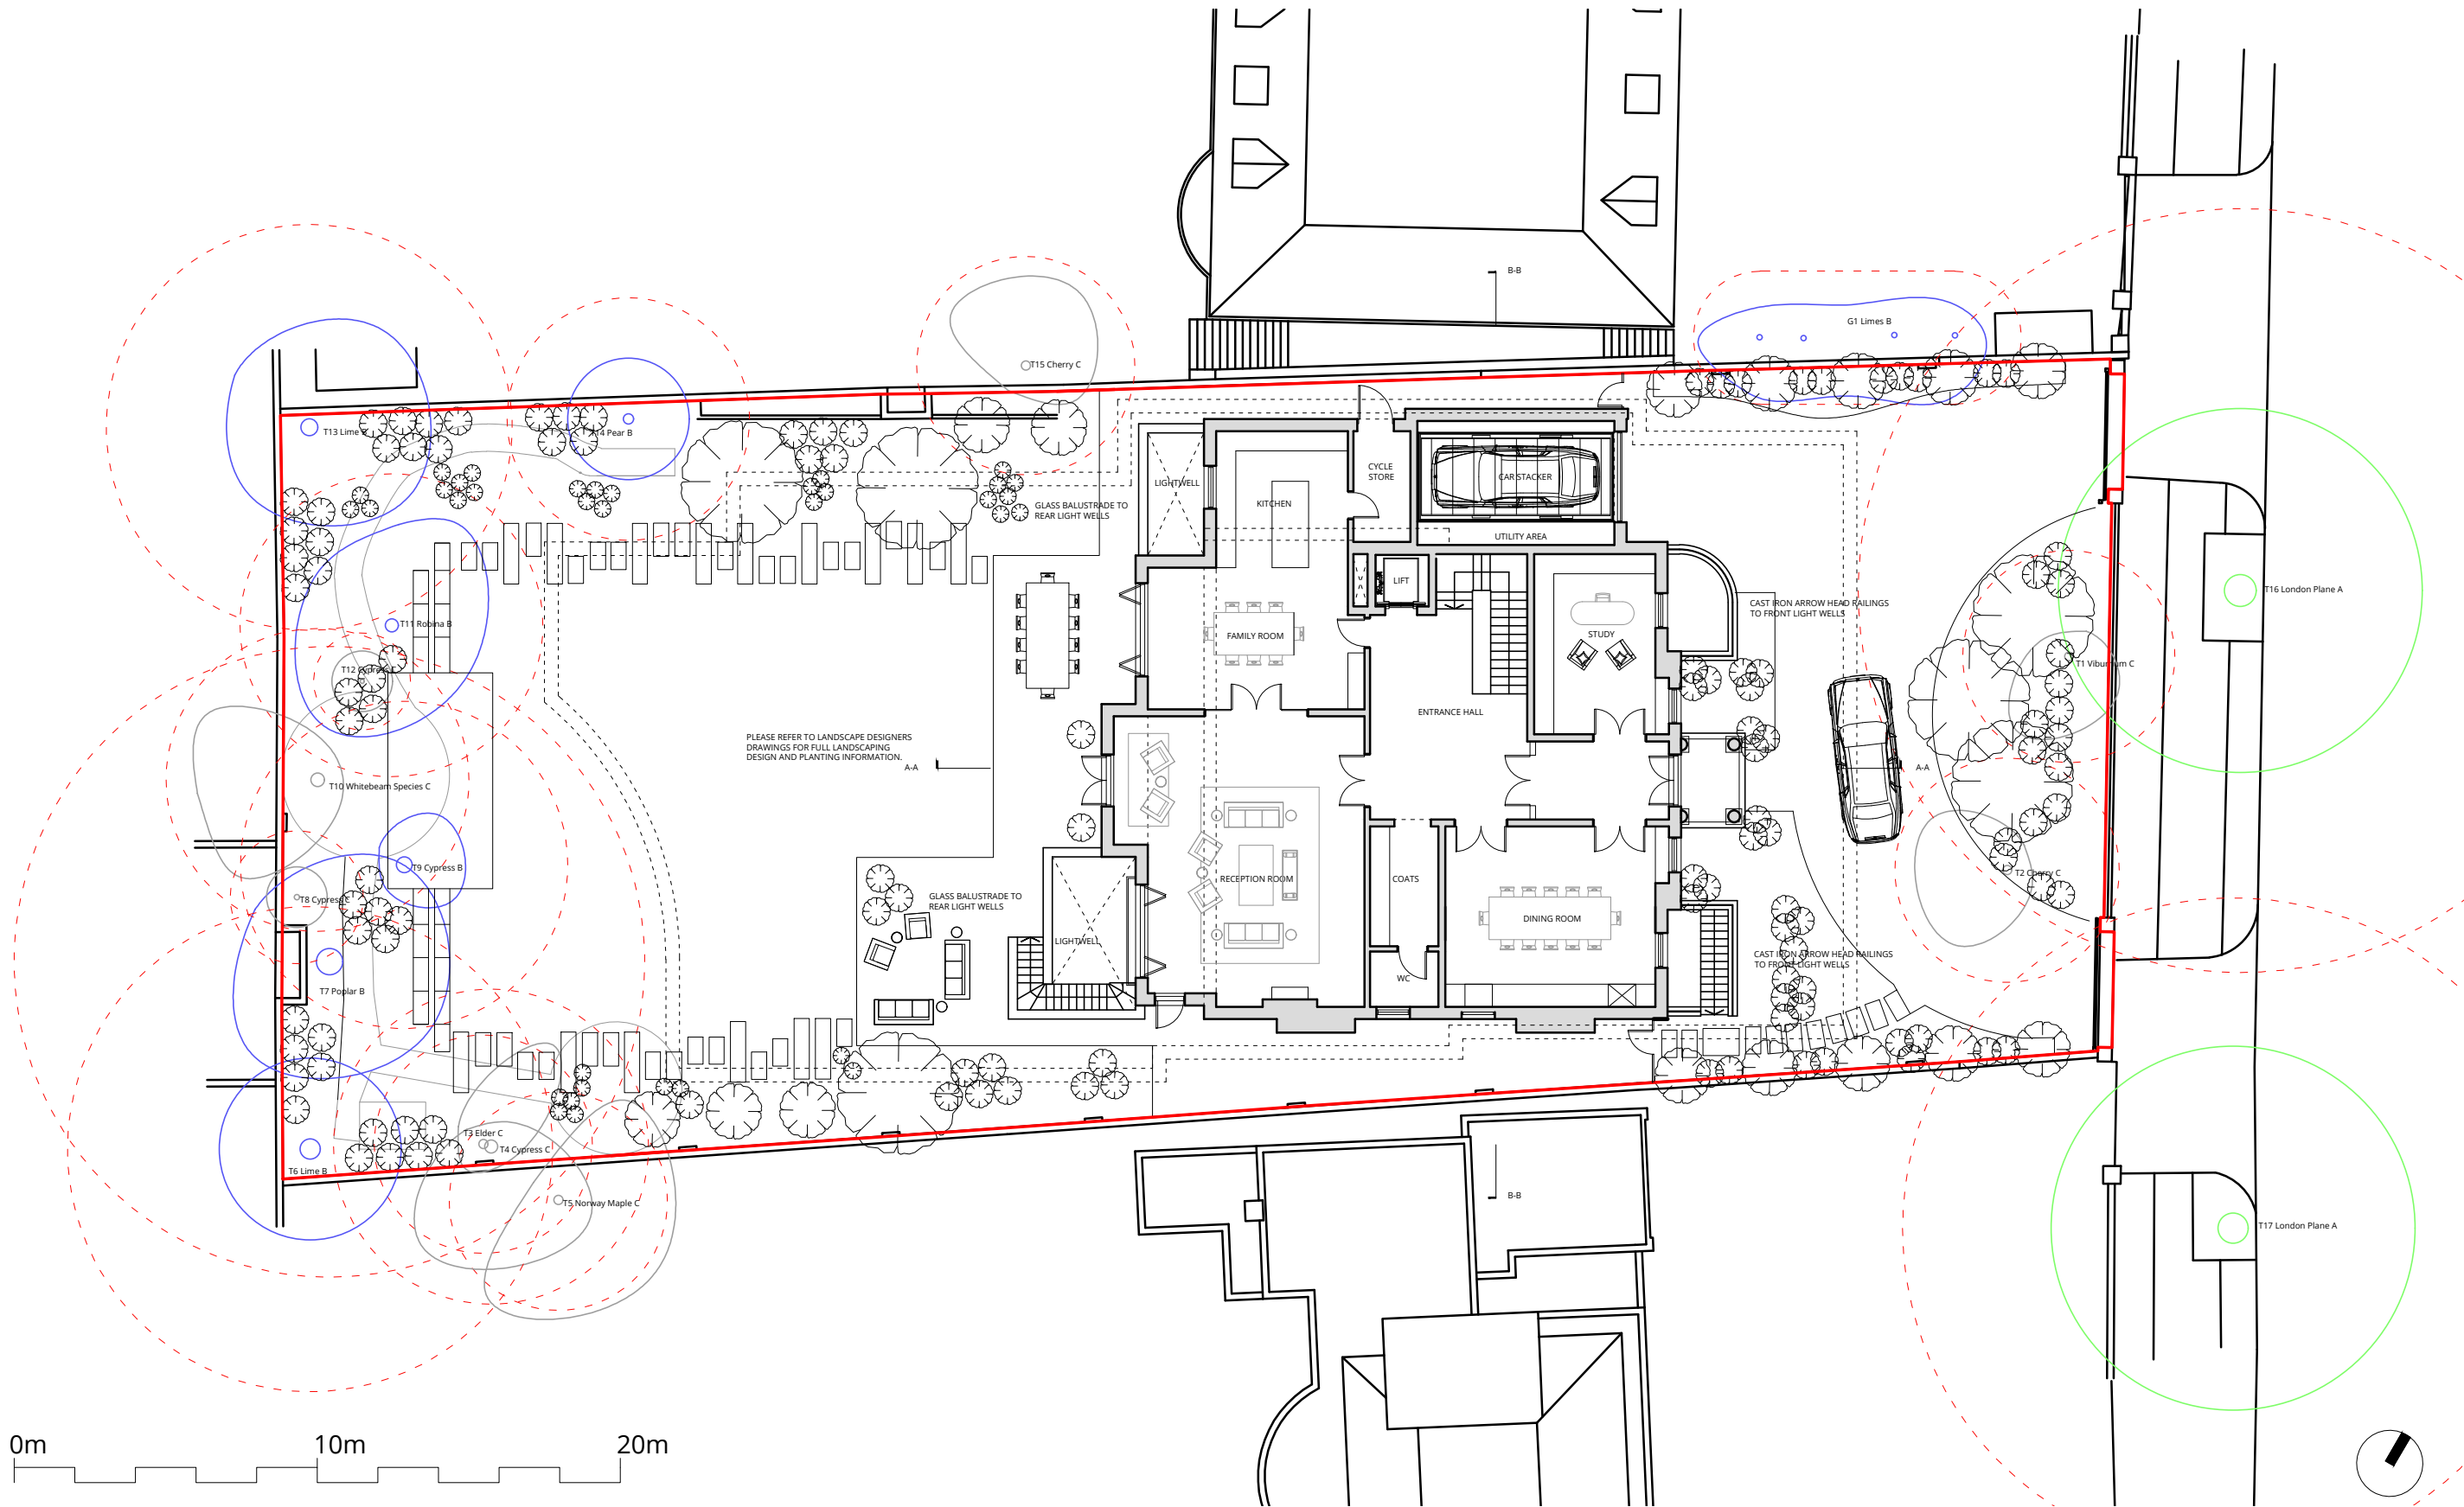 B-B
G1 Limes B
T15 Cherry C
T13 Lime
T14 Pear B
CYCLE
STORE
CAR STACKER
LIGHTWELL
KITCHEN
GLASS BALUSTRADE TO
REAR LIGHT WELLS
UTILITY AREA
LIFT
T16 London Plane A
CAST IRON ARROW HEAD RAILINGS
TO FRONT LIGHT WELLS
T11 Robina B
FAMILY ROOM
STUDY
T12 Cypress C
T1 Viburnum C
ENTRANCE HALL
PLEASE REFER TO LANDSCAPE DESIGNERS
DRAWINGS FOR FULL LANDSCAPING
DESIGN AND PLANTING INFORMATION.
A-A
A-A
T10 Whitebeam Species C
T9 Cypress B
T2 Cherry C
RECEPTION ROOM
COATS
T8 Cypress C
GLASS BALUSTRADE TO
REAR LIGHT WELLS
DINING ROOM
LIGHTWELL
CAST IRON ARROW HEAD RAILINGS
TO FRONT LIGHT WELLS
WC
T7 Poplar B
T3 Elder C
T4 Cypress C
T6 Lime B
T5 Norway Maple C
B-B
T17 London Plane A
0m 10m 20m